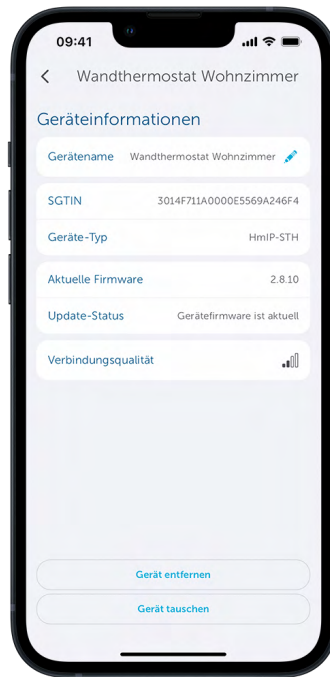 09:41
Wandthermostat Wohnzimmer
Geräteinformationen
Gerätename Wandthermostat Wohnzimmer
SGTIN 3014F711A0000E5569A246F4
Geräte-Typ HmIP-STH
Aktuelle Firmware 2.8.10
Update-Status Gerätefirmware ist aktuell
Verbindungsqualität
Gerät entfernen
Gerät tauschen